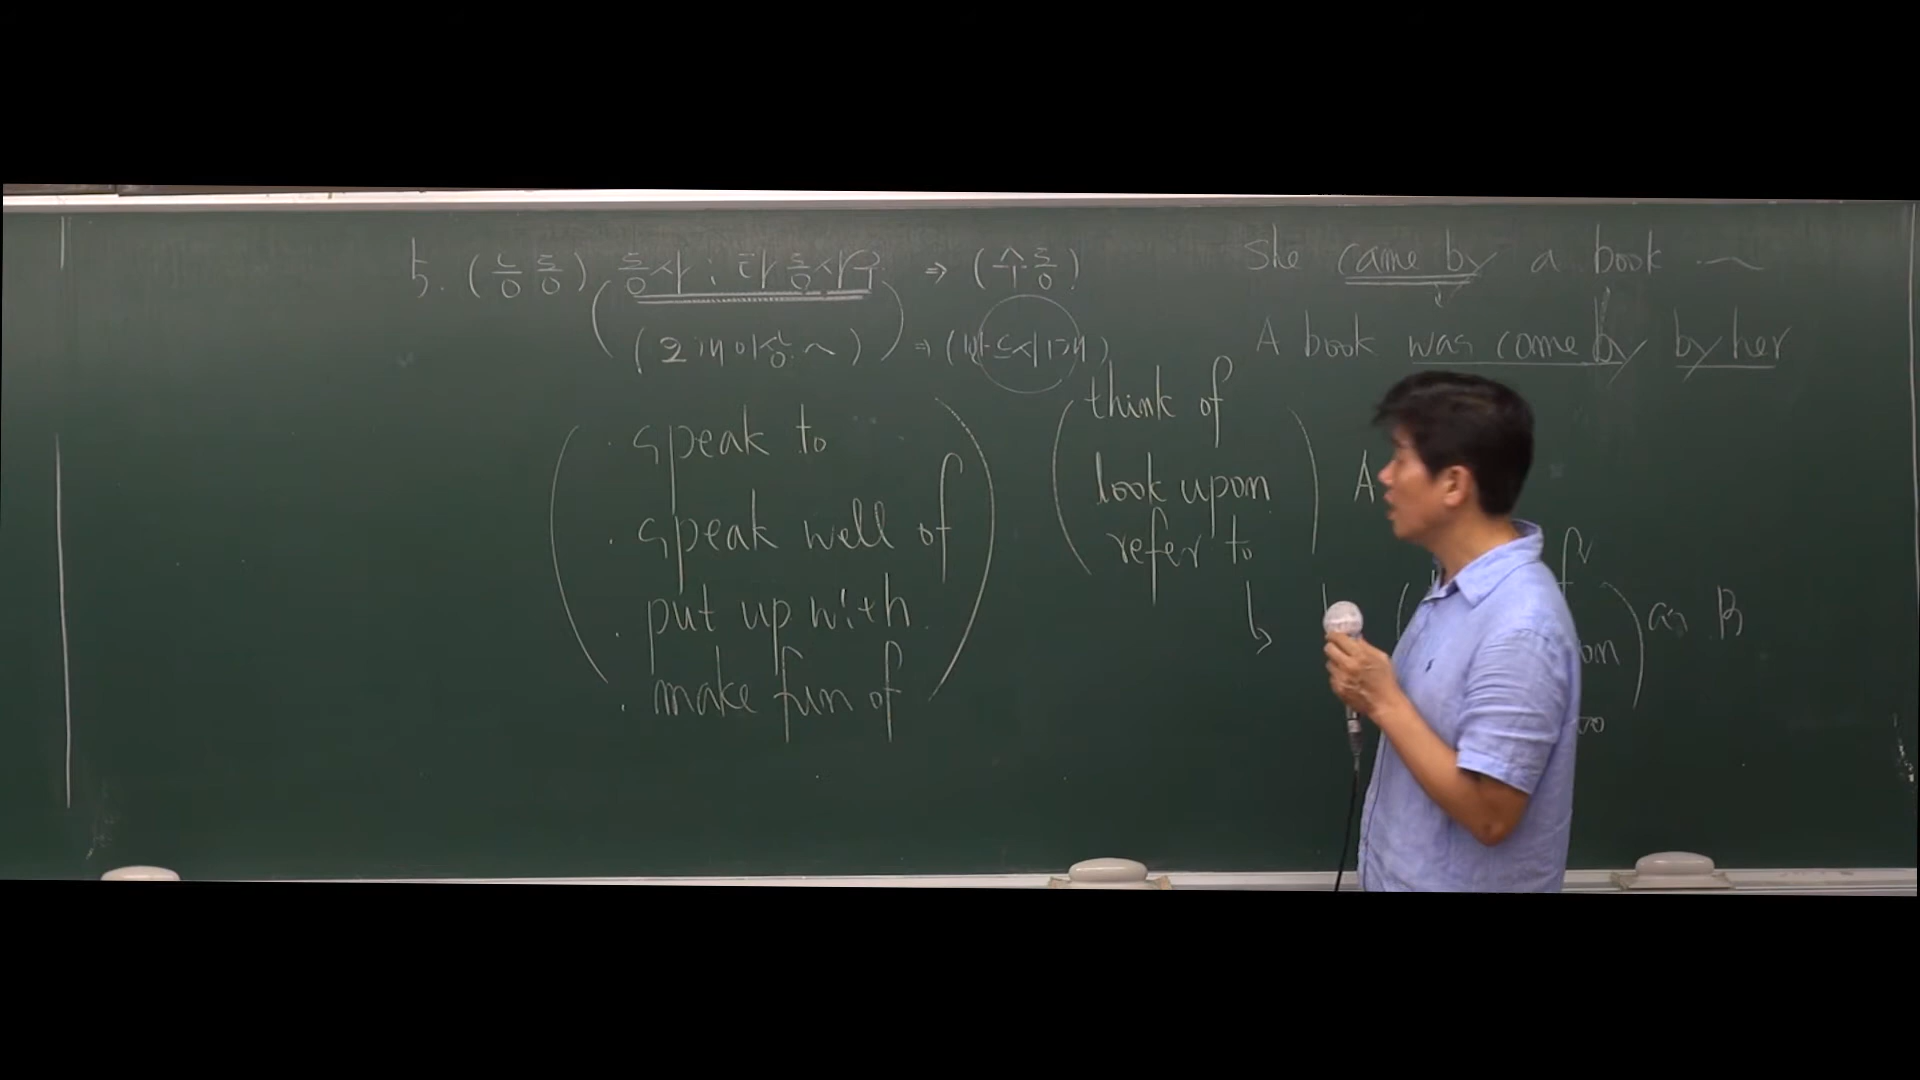 5. (능동) 동사 : 타동사구 ⇒ (수동)
(2개이상 ~) ⇒ (반드시 1개)
· speak to
· speak well of
· put up with
· make fun of
think of
look upon
refer to
She came by a book ~
A book was come by by her
A
as B